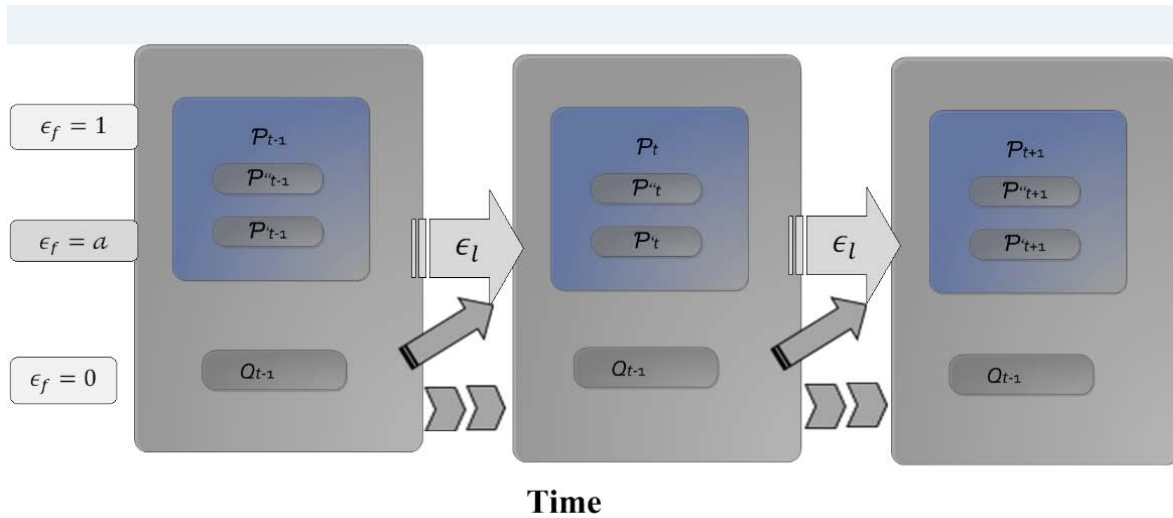 ϵf = 1
ϵf = a
ϵf = 0
𝒫t-1
𝒫“t-1
𝒫‘t-1
Qt-1
ϵl
𝒫t
𝒫“t
𝒫‘t
Qt-1
ϵl
𝒫t+1
𝒫“t+1
𝒫‘t+1
Qt-1
Time